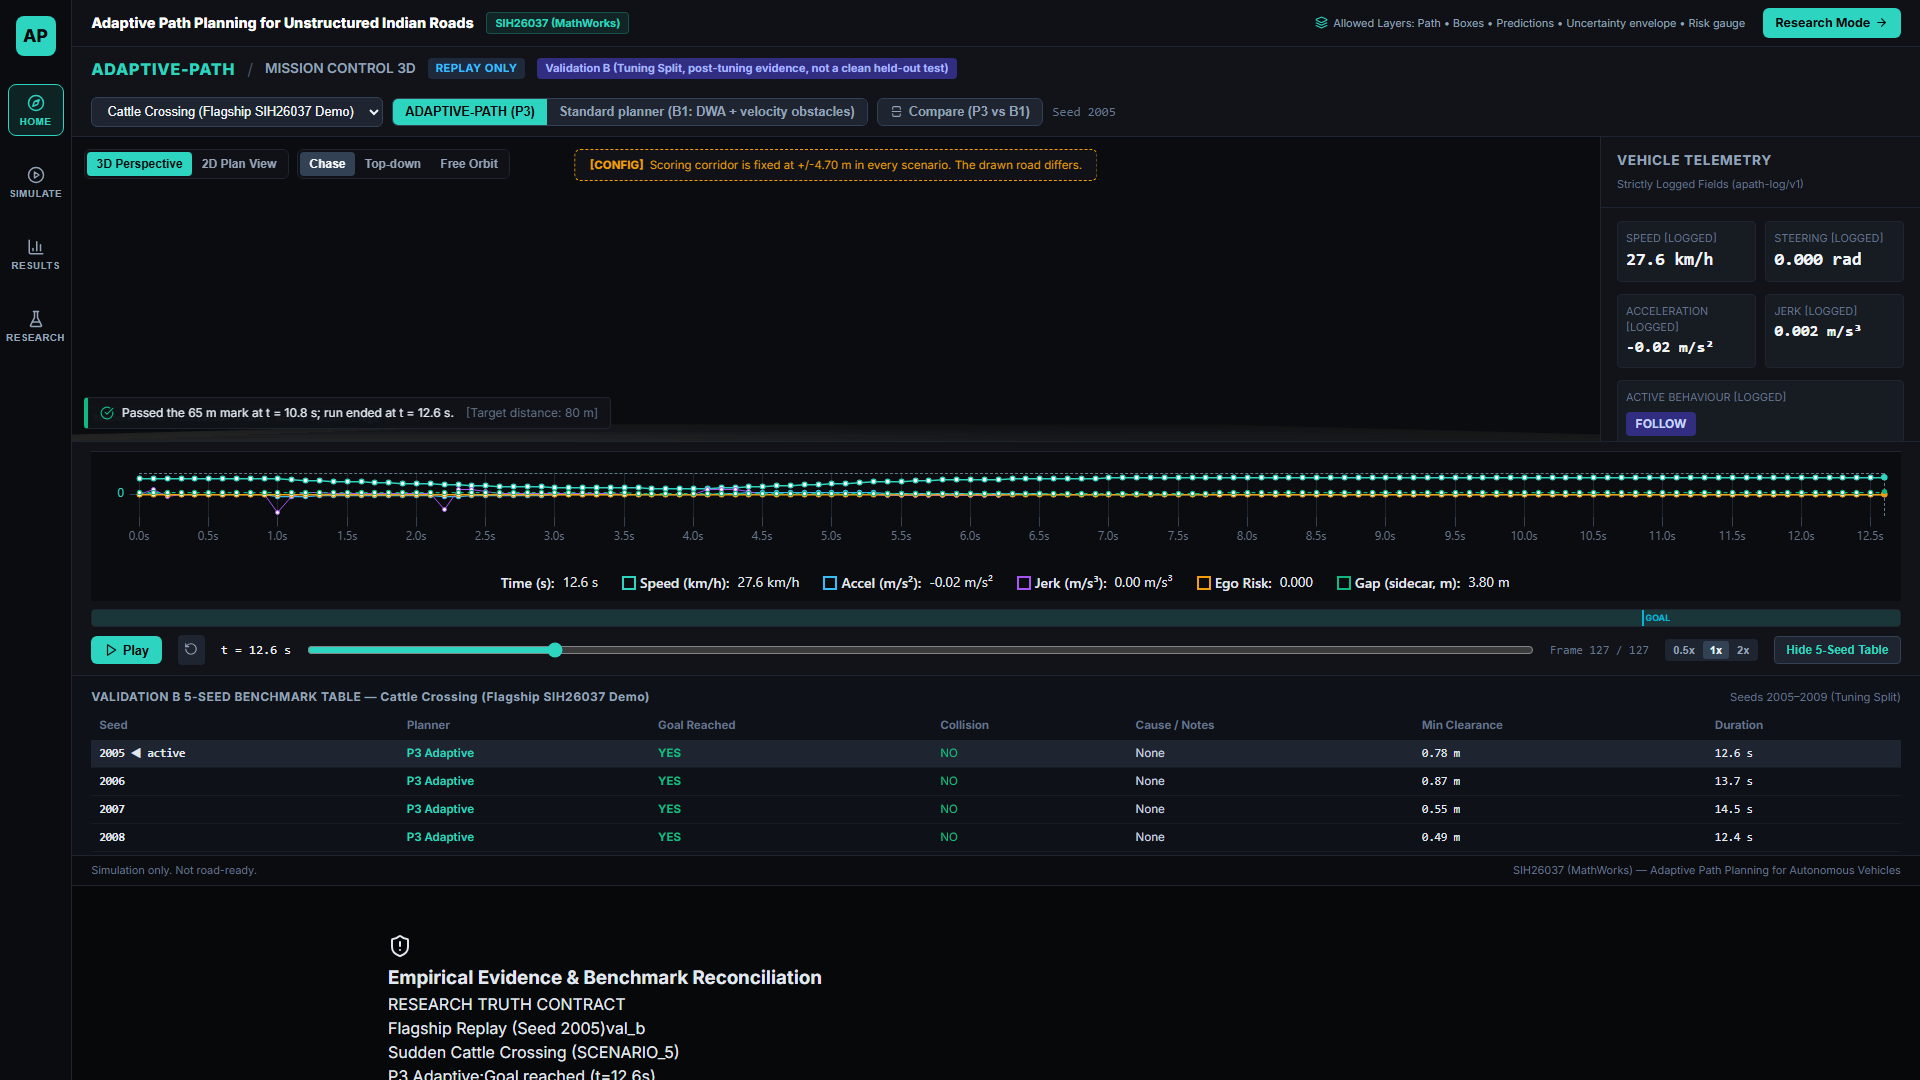 AP
Adaptive Path Planning for Unstructured Indian Roads
SIH26037 (MathWorks)
Allowed Layers: Path • Boxes • Predictions • Uncertainty envelope • Risk gauge
Research Mode →
HOME
SIMULATE
RESULTS
RESEARCH
ADAPTIVE-PATH / MISSION CONTROL 3D
REPLAY ONLY
Validation B (Tuning Split, post-tuning evidence, not a clean held-out test)
Cattle Crossing (Flagship SIH26037 Demo)
ADAPTIVE-PATH (P3)
Standard planner (B1: DWA + velocity obstacles)
Compare (P3 vs B1)
Seed 2005
3D Perspective
2D Plan View
Chase
Top-down
Free Orbit
[CONFIG] Scoring corridor is fixed at +/-4.70 m in every scenario. The drawn road differs.
VEHICLE TELEMETRY
Strictly Logged Fields (apath-log/v1)
SPEED [LOGGED]
27.6 km/h
STEERING [LOGGED]
0.000 rad
ACCELERATION [LOGGED]
-0.02 m/s²
JERK [LOGGED]
0.002 m/s³
ACTIVE BEHAVIOUR [LOGGED]
FOLLOW
Passed the 65 m mark at t = 10.8 s; run ended at t = 12.6 s. [Target distance: 80 m]
0
0.0s 0.5s 1.0s 1.5s 2.0s 2.5s 3.0s 3.5s 4.0s 4.5s 5.0s 5.5s 6.0s 6.5s 7.0s 7.5s 8.0s 8.5s 9.0s 9.5s 10.0s 10.5s 11.0s 11.5s 12.0s 12.5s
Time (s): 12.6 s Speed (km/h): 27.6 km/h Accel (m/s²): -0.02 m/s² Jerk (m/s³): 0.00 m/s³ Ego Risk: 0.000 Gap (sidecar, m): 3.80 m
GOAL
Play
t = 12.6 s
Frame 127 / 127
0.5x 1x 2x
Hide 5-Seed Table
VALIDATION B 5-SEED BENCHMARK TABLE — Cattle Crossing (Flagship SIH26037 Demo)
Seeds 2005–2009 (Tuning Split)
Seed Planner Goal Reached Collision Cause / Notes Min Clearance Duration
2005 ◀ active P3 Adaptive YES NO None 0.78 m 12.6 s
2006 P3 Adaptive YES NO None 0.87 m 13.7 s
2007 P3 Adaptive YES NO None 0.55 m 14.5 s
2008 P3 Adaptive YES NO None 0.49 m 12.4 s
Simulation only. Not road-ready.
SIH26037 (MathWorks) — Adaptive Path Planning for Autonomous Vehicles
Empirical Evidence & Benchmark Reconciliation
RESEARCH TRUTH CONTRACT
Flagship Replay (Seed 2005)val_b
Sudden Cattle Crossing (SCENARIO_5)
P3 Adaptive:Goal reached (t=12.6s)